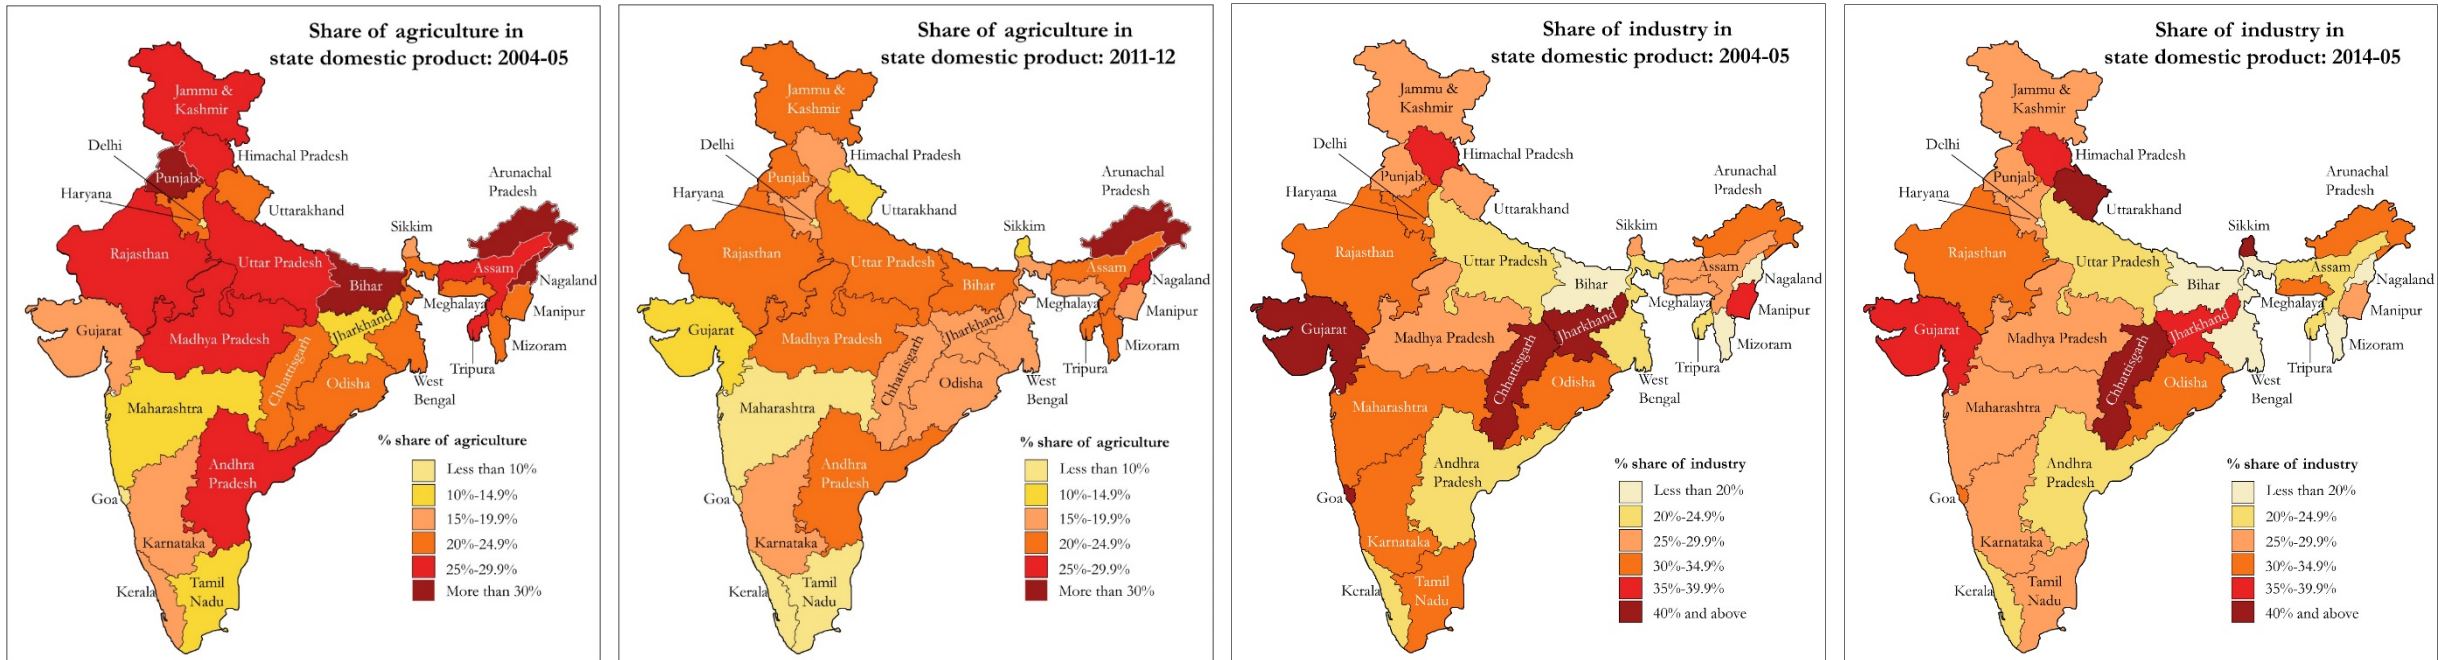 Share of agriculture in
state domestic product: 2004-05
Jammu &
Kashmir
Delhi
Himachal Pradesh
Punjab
Arunachal
Pradesh
Haryana
Uttarakhand
Sikkim
Rajasthan
Uttar Pradesh
Assam
Nagaland
Bihar
Meghalaya
Manipur
Gujarat
Jharkhand
Madhya Pradesh
Mizoram
Tripura
Chhattisgarh
Odisha
West
Bengal
Maharashtra
% share of agriculture
Andhra
Pradesh
Less than 10%
Goa
10%-14.9%
15%-19.9%
Karnataka
20%-24.9%
25%-29.9%
Kerala
Tamil
Nadu
More than 30%
Share of agriculture in
state domestic product: 2011-12
Jammu &
Kashmir
Delhi
Himachal Pradesh
Punjab
Arunachal
Pradesh
Haryana
Uttarakhand
Sikkim
Rajasthan
Uttar Pradesh
Assam
Nagaland
Bihar
Meghalaya
Manipur
Gujarat
Jharkhand
Madhya Pradesh
Mizoram
Tripura
Chhattisgarh
Odisha
West
Bengal
Maharashtra
% share of agriculture
Andhra
Pradesh
Less than 10%
Goa
10%-14.9%
15%-19.9%
Karnataka
20%-24.9%
25%-29.9%
Kerala
Tamil
Nadu
More than 30%
Share of industry in
state domestic product: 2004-05
Jammu &
Kashmir
Delhi
Himachal Pradesh
Punjab
Arunachal
Pradesh
Haryana
Uttarakhand
Sikkim
Rajasthan
Uttar Pradesh
Assam
Nagaland
Bihar
Meghalaya
Manipur
Gujarat
Jharkhand
Madhya Pradesh
Mizoram
Tripura
Chhattisgarh
Odisha
West
Bengal
Maharashtra
% share of industry
Andhra
Pradesh
Less than 20%
Goa
20%-24.9%
25%-29.9%
Karnataka
30%-34.9%
35%-39.9%
Kerala
Tamil
Nadu
40% and above
Share of industry in
state domestic product: 2014-05
Jammu &
Kashmir
Delhi
Himachal Pradesh
Punjab
Arunachal
Pradesh
Haryana
Uttarakhand
Sikkim
Rajasthan
Uttar Pradesh
Assam
Nagaland
Bihar
Meghalaya
Manipur
Gujarat
Jharkhand
Madhya Pradesh
Mizoram
Tripura
Chhattisgarh
Odisha
West
Bengal
Maharashtra
% share of industry
Andhra
Pradesh
Less than 20%
Goa
20%-24.9%
25%-29.9%
Karnataka
30%-34.9%
35%-39.9%
Kerala
Tamil
Nadu
40% and above